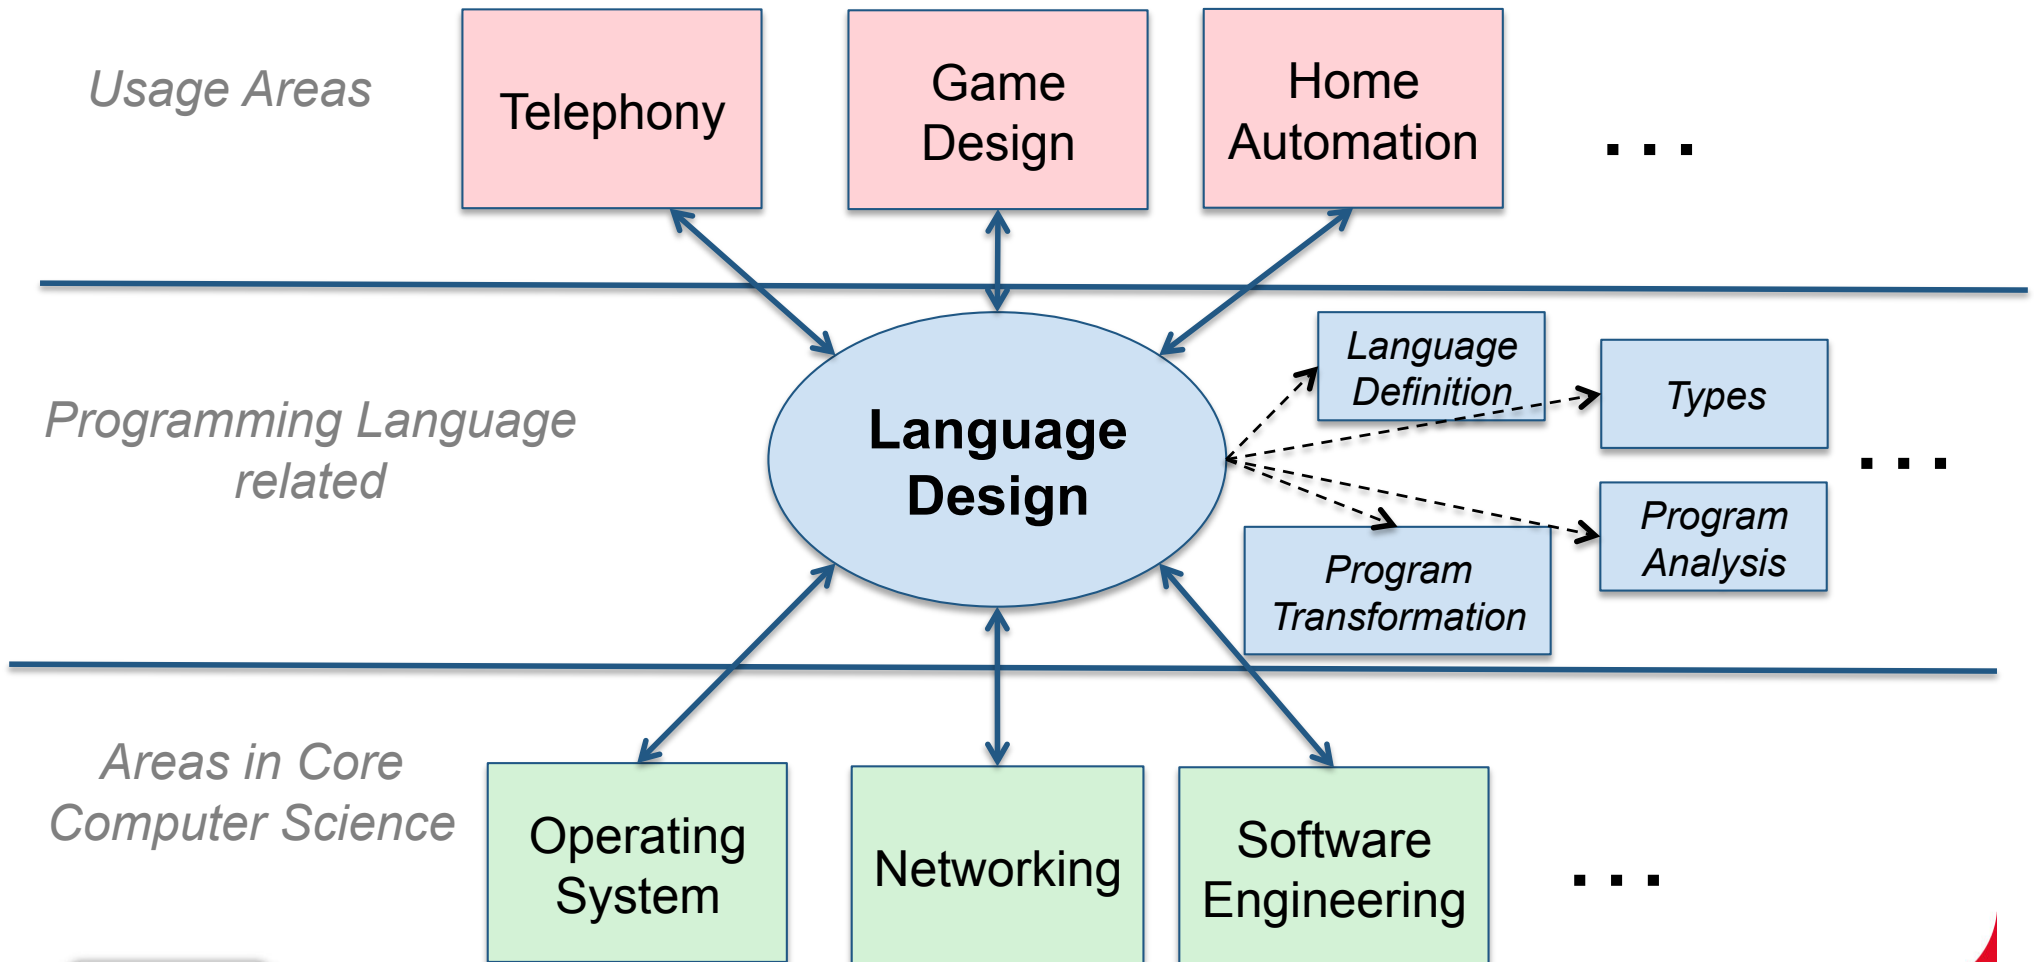 Usage Areas
Telephony
Game
Design
Home
Automation
...
Programming Language
related
Language
Design
Language
Definition
Types
...
Program
Transformation
Program
Analysis
Areas in Core
Computer Science
Operating
System
Networking
Software
Engineering
...